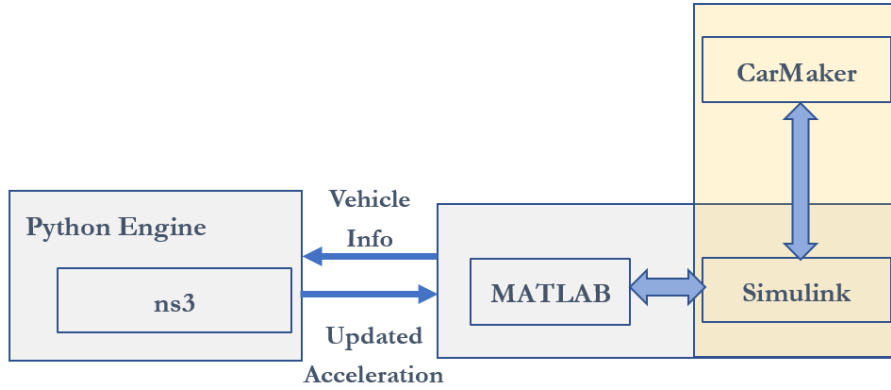 CarMaker
Vehicle
Info
Python Engine
ns3
MATLAB
Simulink
Updated
Acceleration